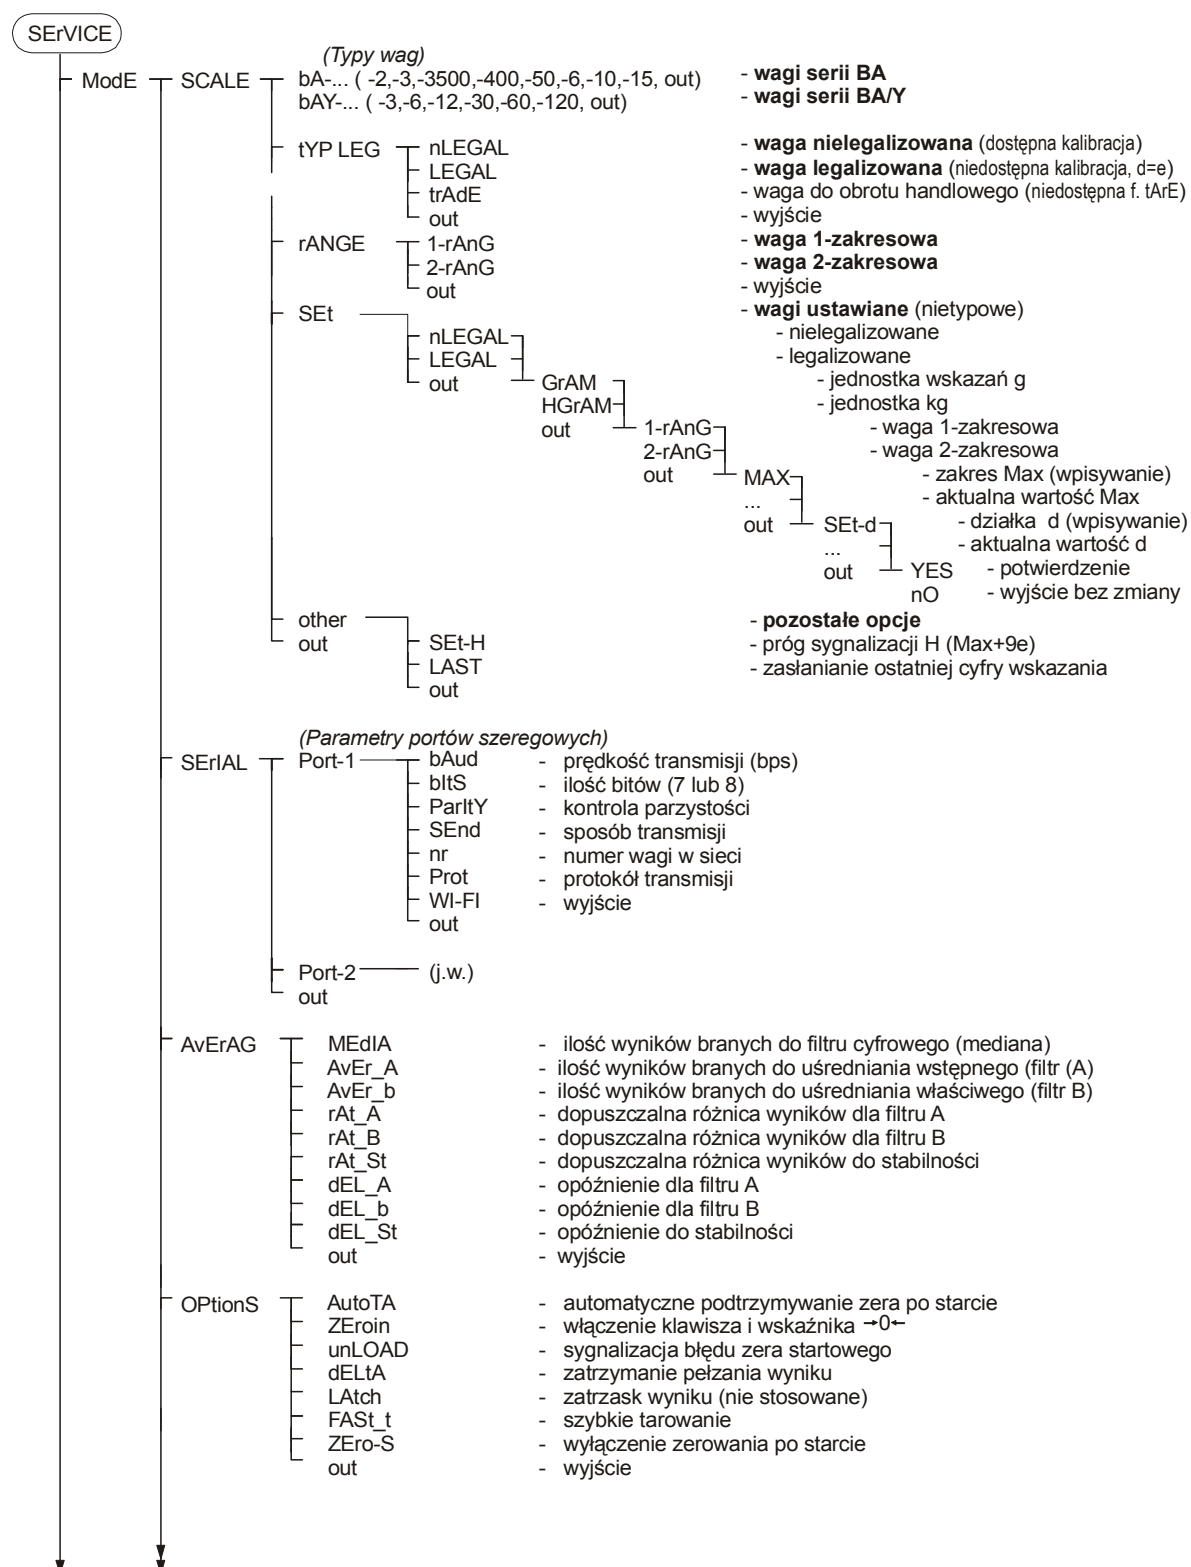 SErVICE
(Typy wag)
ModE SCALE bA-... ( -2,-3,-3500,-400,-50,-6,-10,-15, out) - wagi serii BA
bAY-... ( -3,-6,-12,-30,-60,-120, out) - wagi serii BA/Y
tYP LEG nLEGAL - waga nielegalizowana (dostępna kalibracja)
LEGAL - waga legalizowana (niedostępna kalibracja, d=e)
trAdE - waga do obrotu handlowego (niedostępna f. tArE)
out - wyjście
rANGE 1-rAnG - waga 1-zakresowa
2-rAnG - waga 2-zakresowa
out - wyjście
SEt - wagi ustawiane (nietypowe)
nLEGAL - nielegalizowane
LEGAL - legalizowane
out GrAM - jednostka wskazań g
HGrAM - jednostka kg
out 1-rAnG - waga 1-zakresowa
2-rAnG - waga 2-zakresowa
out MAX - zakres Max (wpisywanie)
... - aktualna wartość Max
out SEt-d - działka d (wpisywanie)
... - aktualna wartość d
out YES - potwierdzenie
nO - wyjście bez zmiany
other - pozostałe opcje
out SEt-H - próg sygnalizacji H (Max+9e)
LAST - zasłanianie ostatniej cyfry wskazania
out
(Parametry portów szeregowych)
SErIAL Port-1 bAud - prędkość transmisji (bps)
bItS - ilość bitów (7 lub 8)
ParItY - kontrola parzystości
SEnd - sposób transmisji
nr - numer wagi w sieci
Prot - protokół transmisji
WI-FI - wyjście
out
Port-2 (j.w.)
out
AvErAG MEdIA - ilość wyników branych do filtru cyfrowego (mediana)
AvEr_A - ilość wyników branych do uśredniania wstępnego (filtr (A)
AvEr_b - ilość wyników branych do uśredniania właściwego (filtr B)
rAt_A - dopuszczalna różnica wyników dla filtru A
rAt_B - dopuszczalna różnica wyników dla filtru B
rAt_St - dopuszczalna różnica wyników do stabilności
dEL_A - opóźnienie dla filtru A
dEL_b - opóźnienie dla filtru B
dEL_St - opóźnienie do stabilności
out - wyjście
OPtionS AutoTA - automatyczne podtrzymywanie zera po starcie
ZEroin - włączenie klawisza i wskaźnika →0←
unLOAD - sygnalizacja błędu zera startowego
dELtA - zatrzymanie pełzania wyniku
LAtch - zatrzask wyniku (nie stosowane)
FASt_t - szybkie tarowanie
ZEro-S - wyłączenie zerowania po starcie
out - wyjście